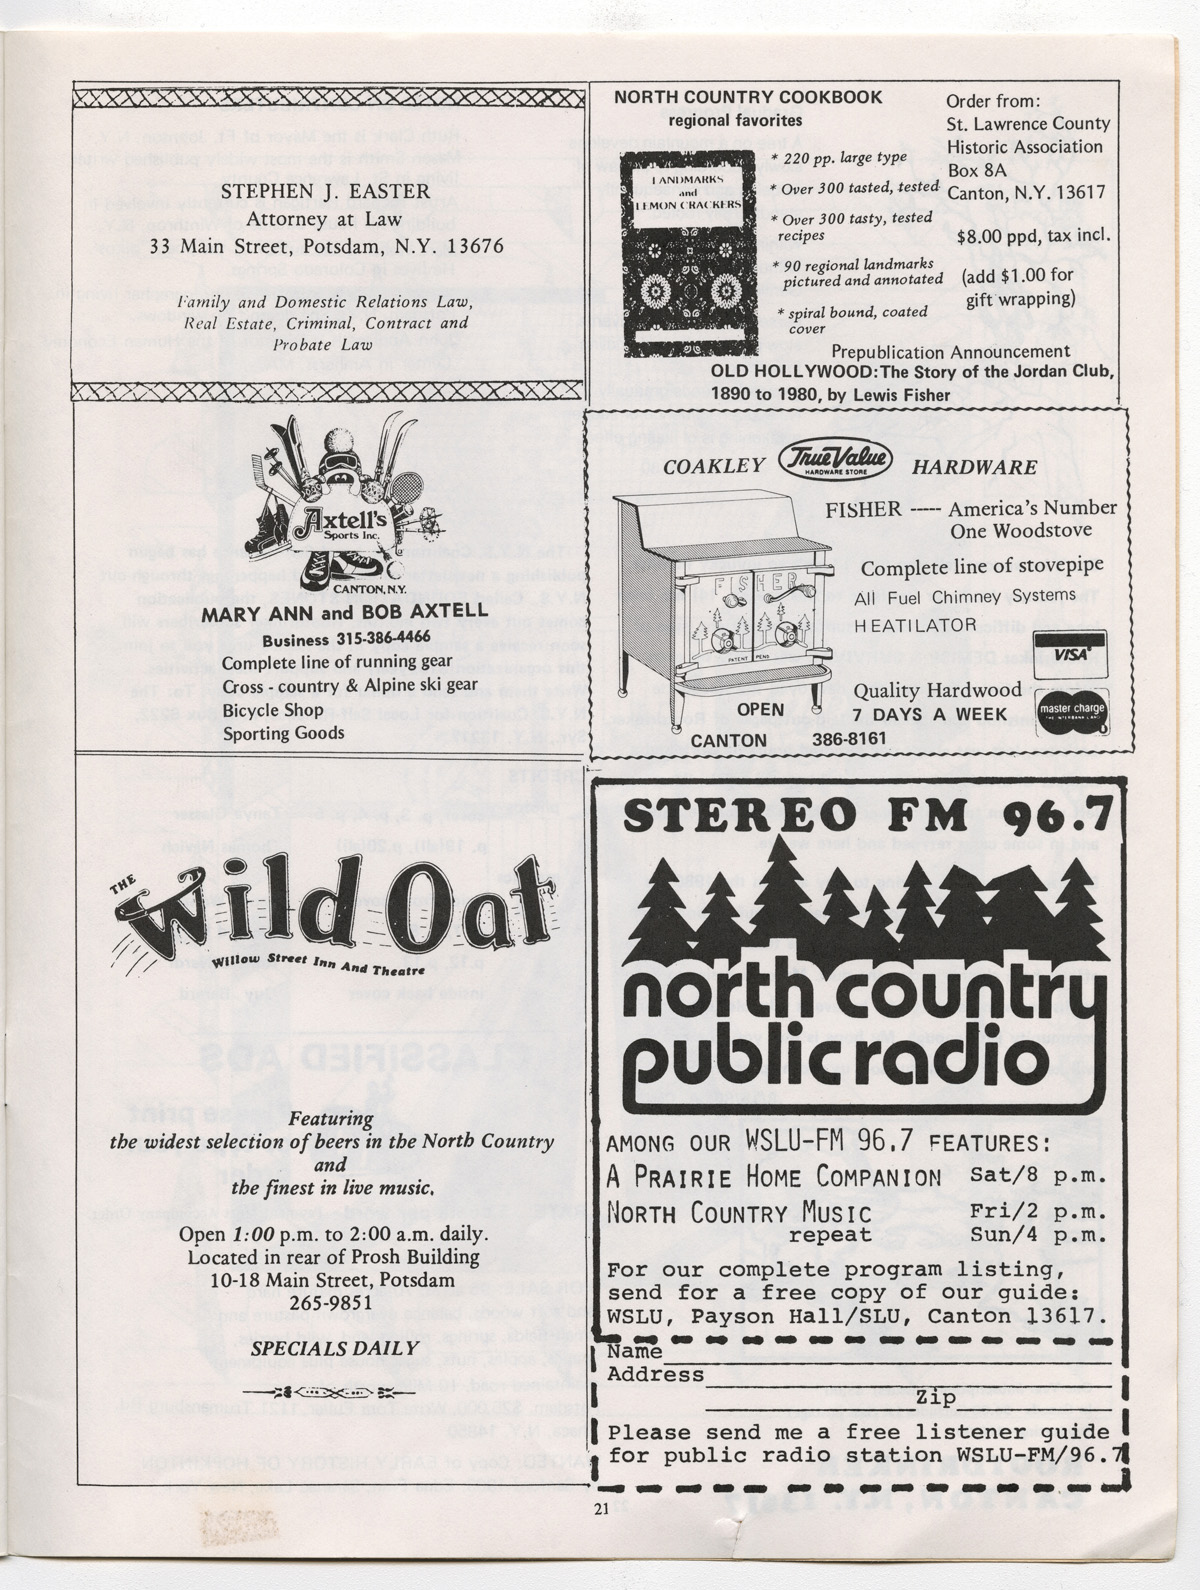 STEPHEN J. EASTER
Attorney at Law
33 Main Street, Potsdam, N.Y. 13676
Family and Domestic Relations Law,
Real Estate, Criminal, Contract and
Probate Law
NORTH COUNTRY COOKBOOK
regional favorites
LANDMARKS
and
LEMON CRACKERS
* 220 pp. large type
* Over 300 tasted, tested
* Over 300 tasty, tested
recipes
* 90 regional landmarks
pictured and annotated
* spiral bound, coated
cover
Order from:
St. Lawrence County
Historic Association
Box 8A
Canton, N.Y. 13617
$8.00 ppd, tax incl.
(add $1.00 for
gift wrapping)
Prepublication Announcement
OLD HOLLYWOOD: The Story of the Jordan Club,
1890 to 1980, by Lewis Fisher
Axtell's
Sports Inc.
CANTON, N.Y.
MARY ANN and BOB AXTELL
Business 315-386-4466
Complete line of running gear
Cross-country & Alpine ski gear
Bicycle Shop
Sporting Goods
COAKLEY True Value HARDWARE
HARDWARE STORE
FISHER ----- America's Number
One Woodstove
Complete line of stovepipe
All Fuel Chimney Systems
HEATILATOR
FISHER
PATENT PEND
VISA
Quality Hardwood
OPEN 7 DAYS A WEEK
master charge
THE INTERBANK CARD
CANTON 386-8161
THE
Wild Oat
Willow Street Inn And Theatre
Featuring
the widest selection of beers in the North Country
and
the finest in live music.
Open 1:00 p.m. to 2:00 a.m. daily.
Located in rear of Prosh Building
10-18 Main Street, Potsdam
265-9851
SPECIALS DAILY
STEREO FM 96.7
north country
public radio
AMONG OUR WSLU-FM 96.7 FEATURES:
A PRAIRIE HOME COMPANION Sat/8 p.m.
NORTH COUNTRY MUSIC Fri/2 p.m.
repeat Sun/4 p.m.
For our complete program listing,
send for a free copy of our guide:
WSLU, Payson Hall/SLU, Canton 13617.
Name
Address
Zip
Please send me a free listener guide
for public radio station WSLU-FM/96.7
21